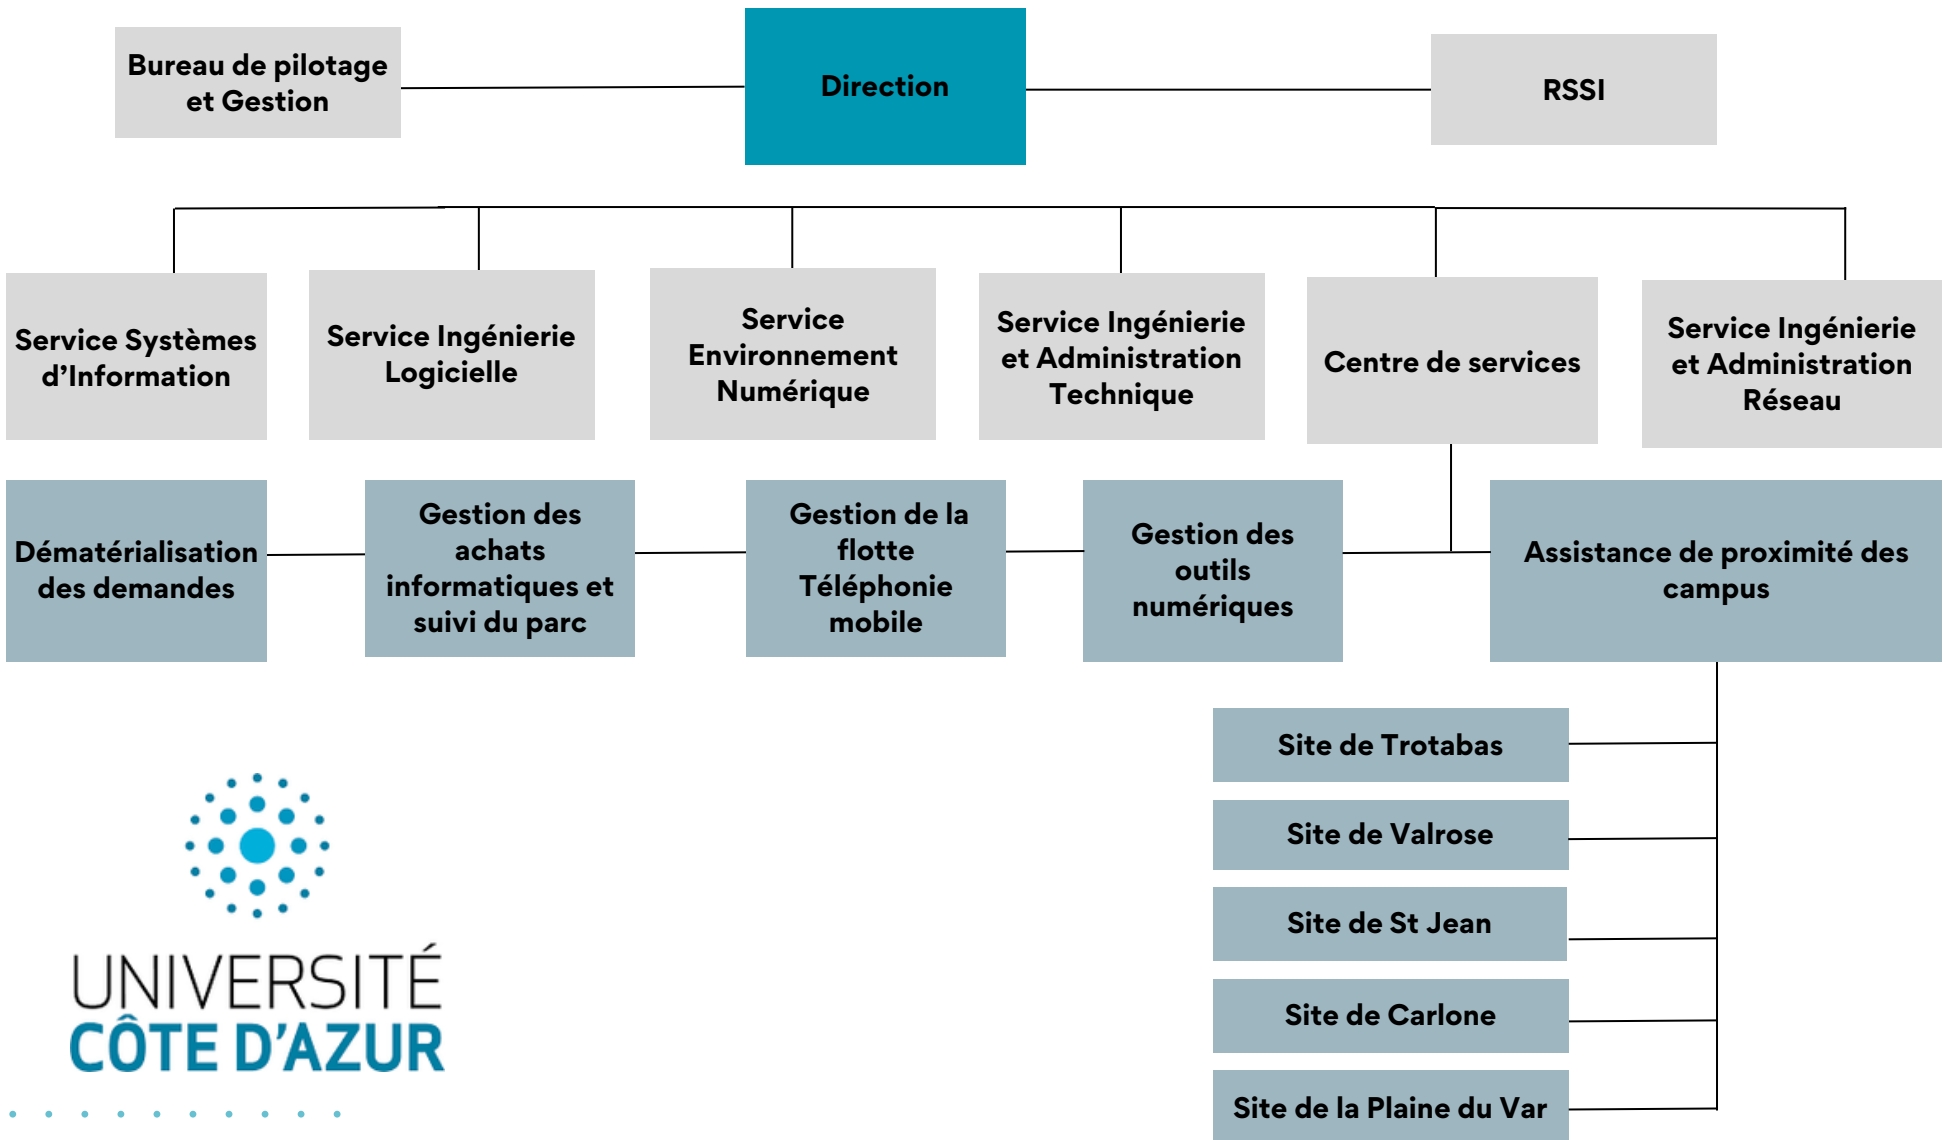 Bureau de pilotage
et Gestion
Direction
RSSI
Service Systèmes
d’Information
Service Ingénierie
Logicielle
Service
Environnement
Numérique
Service Ingénierie
et Administration
Technique
Centre de services
Service Ingénierie
et Administration
Réseau
Dématérialisation
des demandes
Gestion des
achats
informatiques et
suivi du parc
Gestion de la
flotte
Téléphonie
mobile
Gestion des
outils
numériques
Assistance de proximité des
campus
Site de Trotabas
Site de Valrose
Site de St Jean
Site de Carlone
Site de la Plaine du Var
UNIVERSITÉ
CÔTE D’AZUR